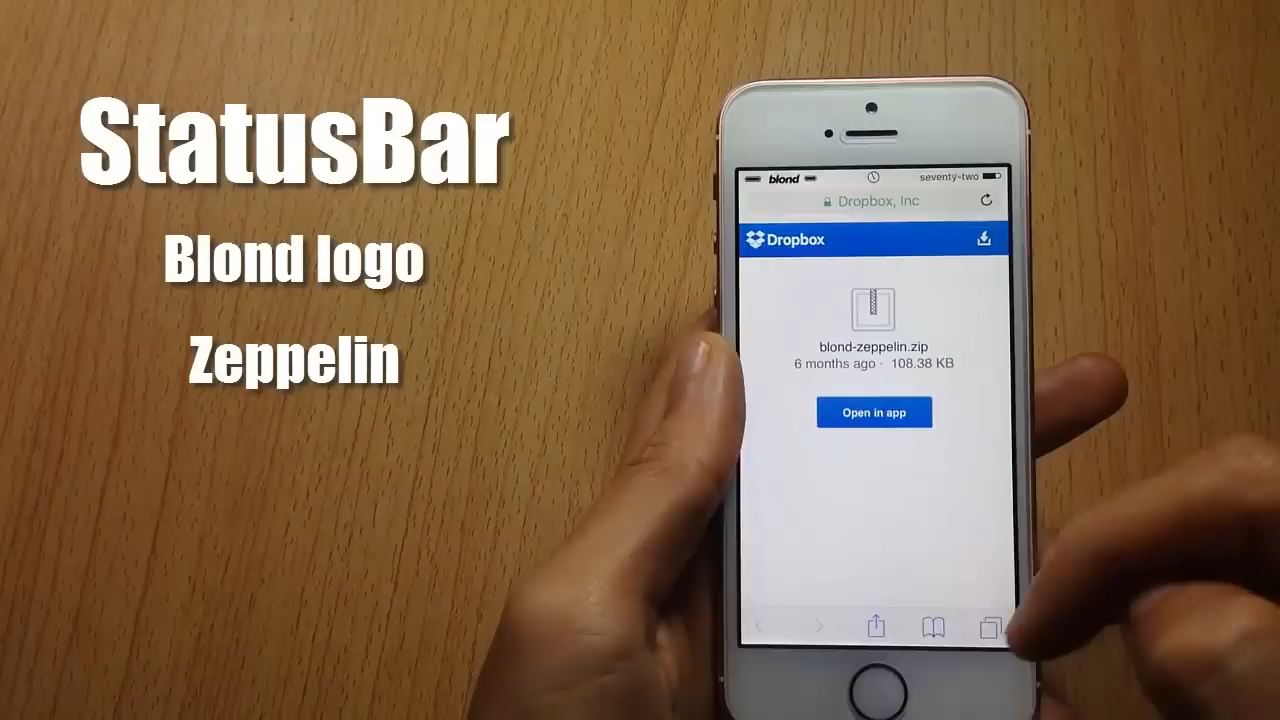 StatusBar
Blond logo
Zeppelin
blond seventy-two
Dropbox, Inc
Dropbox
blond-zeppelin.zip
6 months ago · 108.38 KB
Open in app